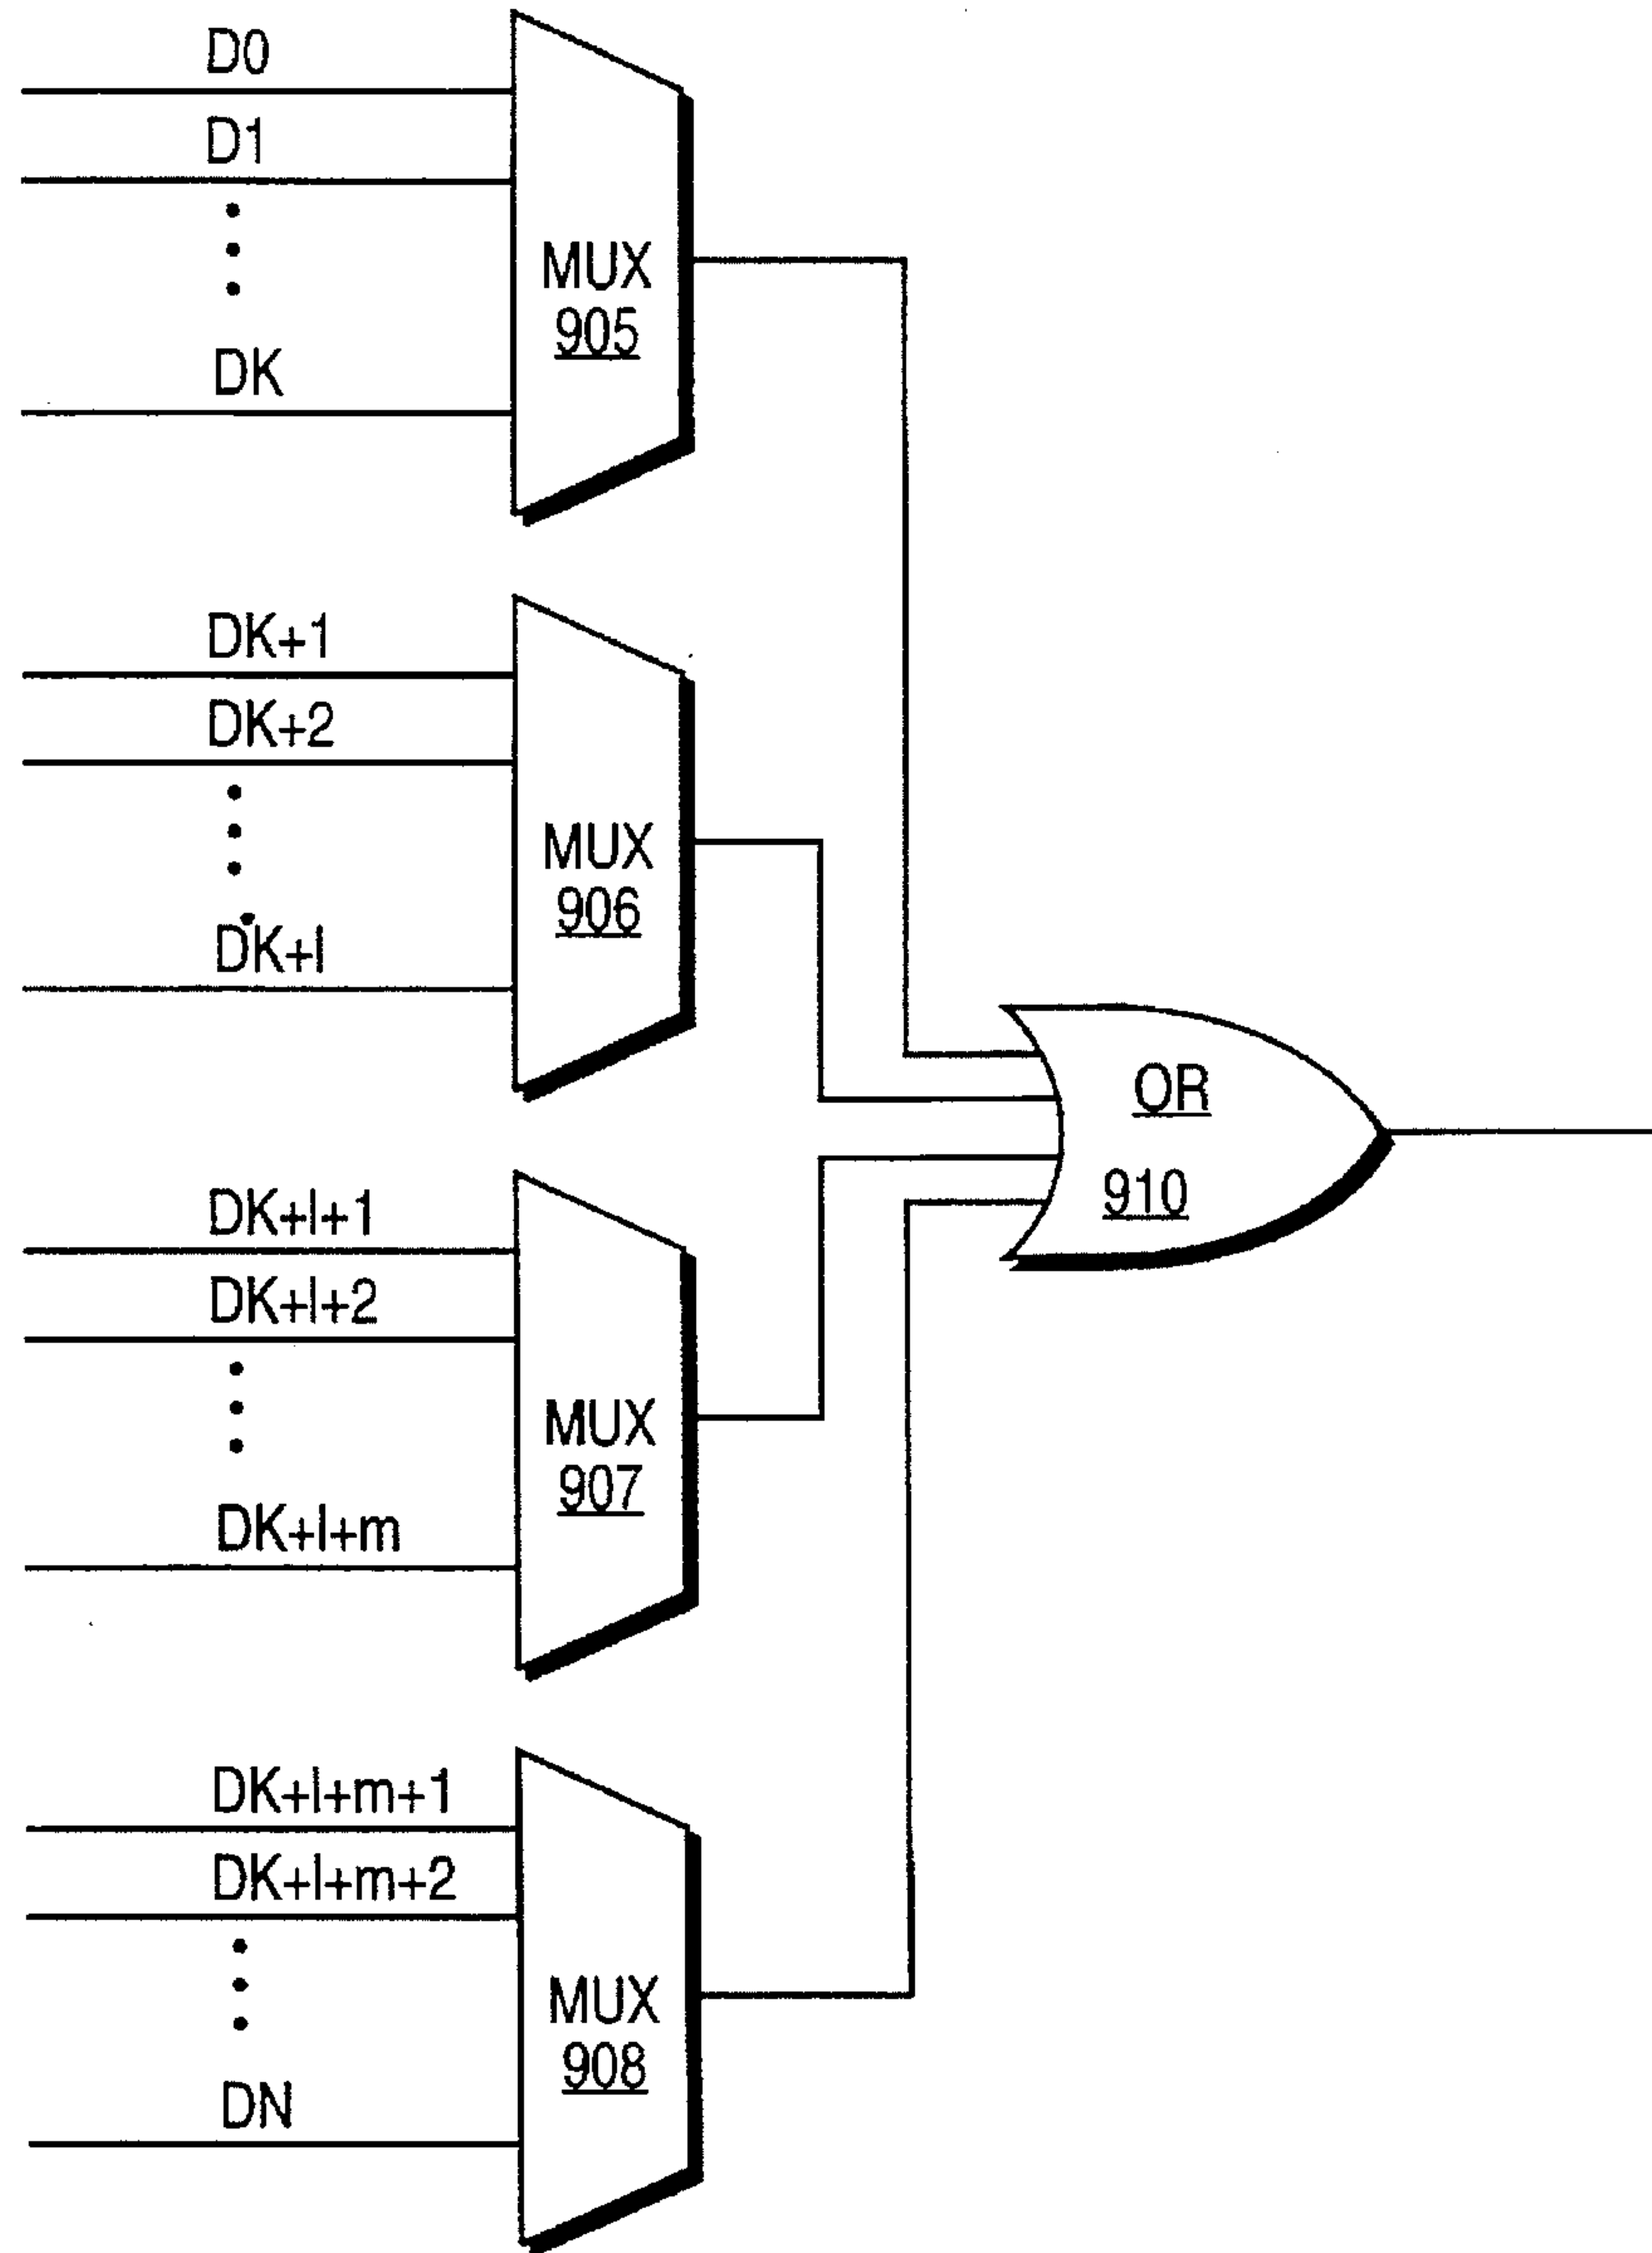 D0
D1
DK
MUX
905
DK+1
DK+2
DK+l
MUX
906
OR
910
DK+l+1
DK+l+2
DK+l+m
MUX
907
DK+l+m+1
DK+l+m+2
DN
MUX
908